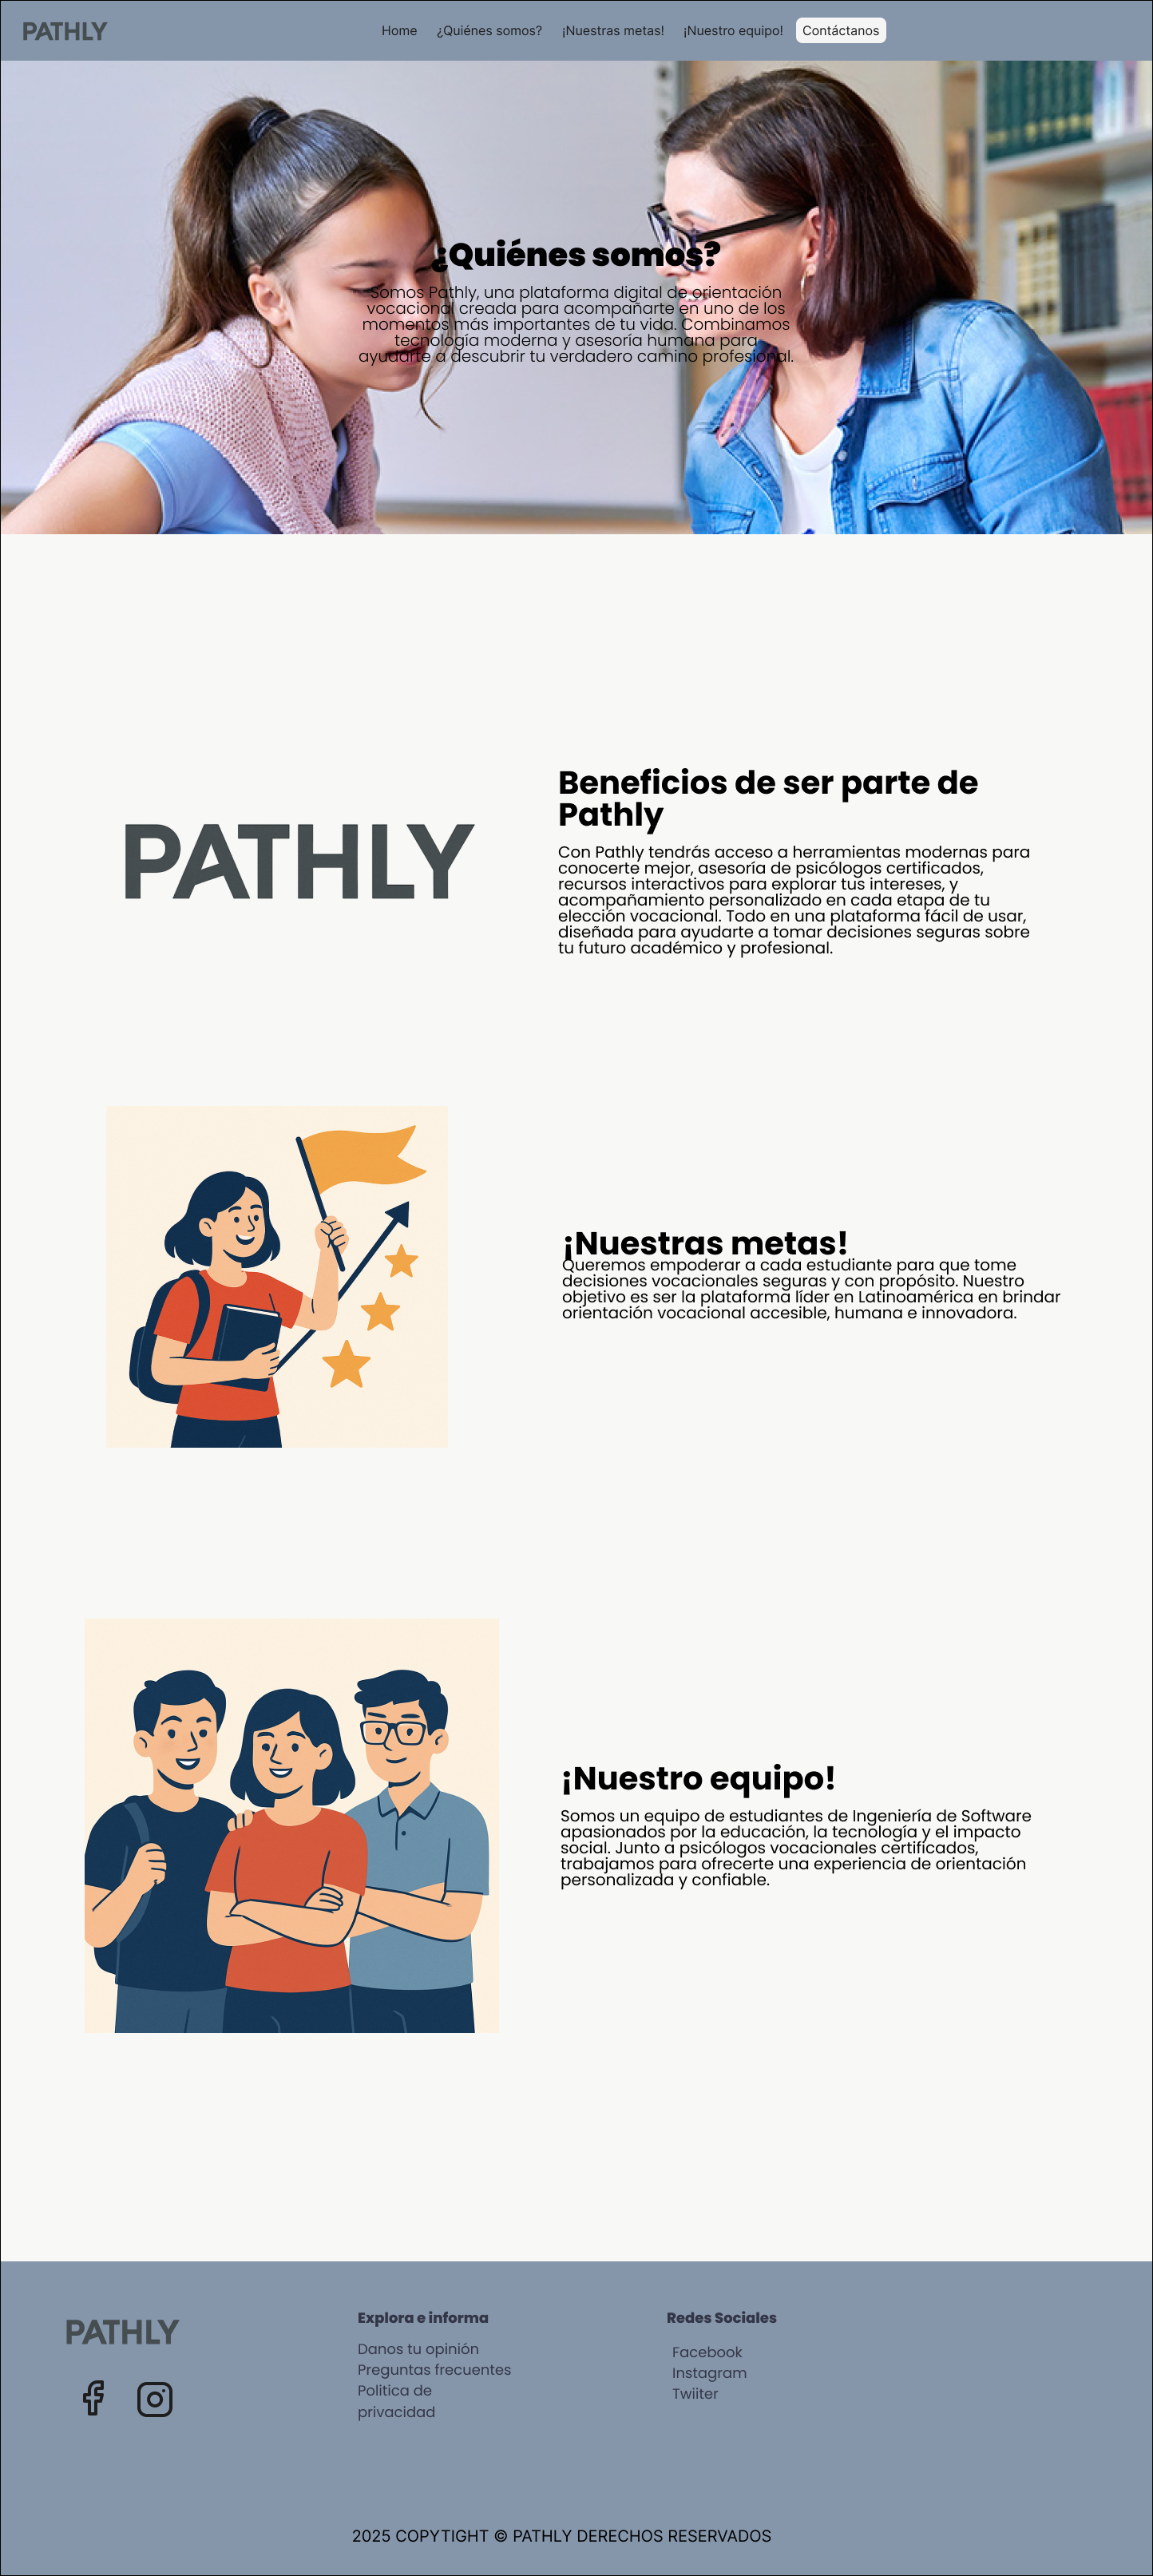 PATHLY
Home ¿Quiénes somos? ¡Nuestras metas! ¡Nuestro equipo! Contáctanos
¿Quiénes somos?
Somos Pathly, una plataforma digital de orientación
vocacional creada para acompañarte en uno de los
momentos más importantes de tu vida. Combinamos
tecnología moderna y asesoría humana para
ayudarte a descubrir tu verdadero camino profesional.
PATHLY
Beneficios de ser parte de
Pathly
Con Pathly tendrás acceso a herramientas modernas para
conocerte mejor, asesoría de psicólogos certificados,
recursos interactivos para explorar tus intereses, y
acompañamiento personalizado en cada etapa de tu
elección vocacional. Todo en una plataforma fácil de usar,
diseñada para ayudarte a tomar decisiones seguras sobre
tu futuro académico y profesional.
¡Nuestras metas!
Queremos empoderar a cada estudiante para que tome
decisiones vocacionales seguras y con propósito. Nuestro
objetivo es ser la plataforma líder en Latinoamérica en brindar
orientación vocacional accesible, humana e innovadora.
¡Nuestro equipo!
Somos un equipo de estudiantes de Ingeniería de Software
apasionados por la educación, la tecnología y el impacto
social. Junto a psicólogos vocacionales certificados,
trabajamos para ofrecerte una experiencia de orientación
personalizada y confiable.
PATHLY
Explora e informa
Danos tu opinión
Preguntas frecuentes
Politica de
privacidad
Redes Sociales
Facebook
Instagram
Twiiter
2025 COPYTIGHT © PATHLY DERECHOS RESERVADOS